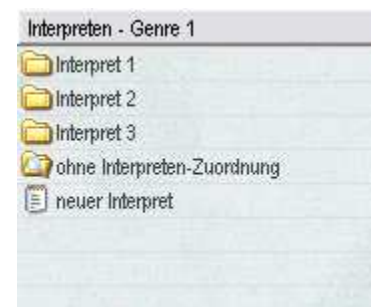 Interpreten - Genre 1
Interpret 1
Interpret 2
Interpret 3
ohne Interpreten-Zuordnung
neuer Interpret